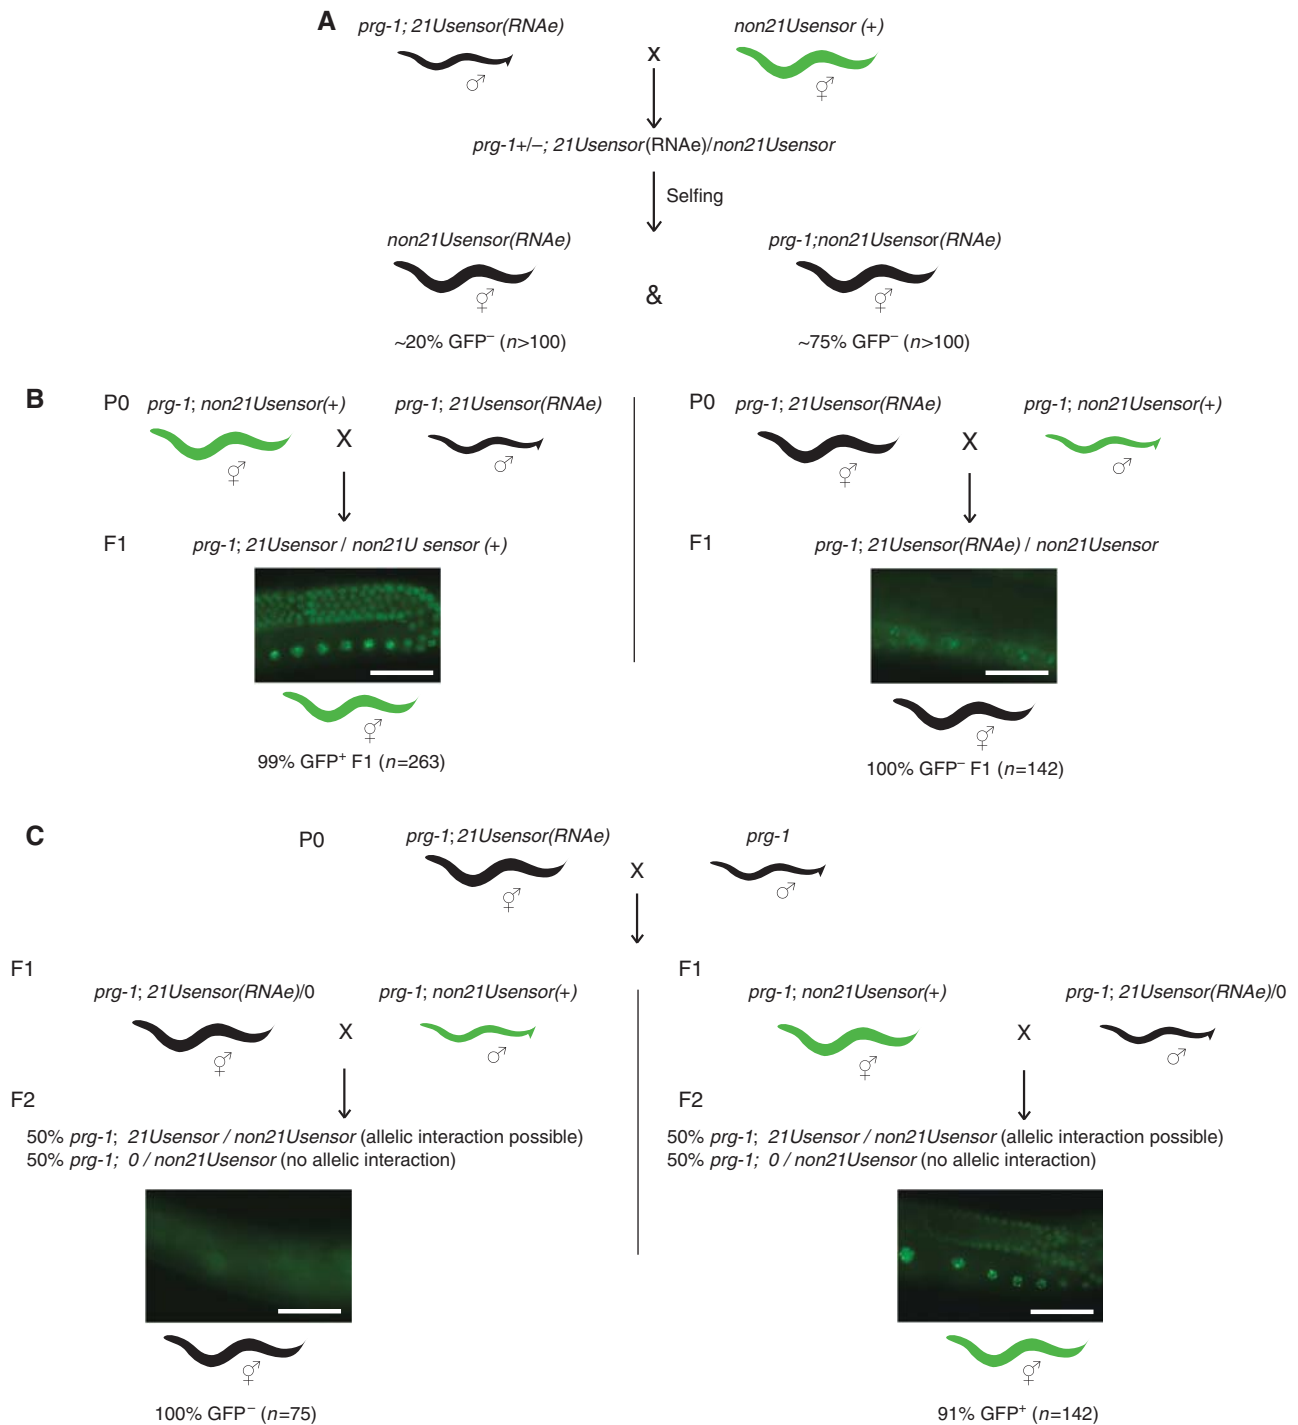 A
prg-1; 21Usensor(RNAe)
non21Usensor (+)
♂
X
⚥
prg-1+/–; 21Usensor(RNAe)/non21Usensor
Selfing
non21Usensor(RNAe)
prg-1;non21Usensor(RNAe)
⚥
&
⚥
~20% GFP⁻ (n>100)
~75% GFP⁻ (n>100)
B
P0
prg-1; non21Usensor(+)
prg-1; 21Usensor(RNAe)
X
⚥
♂
F1
prg-1; 21Usensor / non21U sensor (+)
⚥
99% GFP⁺ F1 (n=263)
P0
prg-1; 21Usensor(RNAe)
prg-1; non21Usensor(+)
X
⚥
♂
F1
prg-1; 21Usensor(RNAe) / non21Usensor
⚥
100% GFP⁻ F1 (n=142)
C
P0
prg-1; 21Usensor(RNAe)
prg-1
X
⚥
♂
F1
prg-1; 21Usensor(RNAe)/0
prg-1; non21Usensor(+)
X
⚥
♂
F2
50% prg-1; 21Usensor / non21Usensor (allelic interaction possible)
50% prg-1; 0 / non21Usensor (no allelic interaction)
⚥
100% GFP⁻ (n=75)
F1
prg-1; non21Usensor(+)
prg-1; 21Usensor(RNAe)/0
X
⚥
♂
F2
50% prg-1; 21Usensor / non21Usensor (allelic interaction possible)
50% prg-1; 0 / non21Usensor (no allelic interaction)
⚥
91% GFP⁺ (n=142)